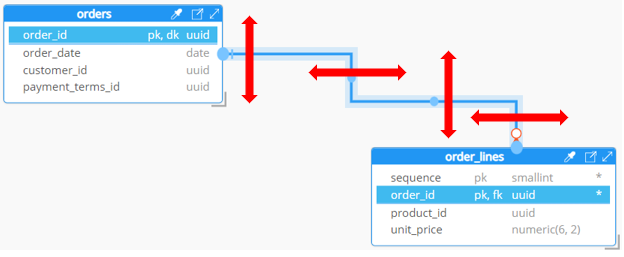 orders
order_id pk, dk uuid
order_date date
customer_id uuid
payment_terms_id uuid
order_lines
sequence pk smallint *
order_id pk, fk uuid *
product_id uuid
unit_price numeric(6, 2)